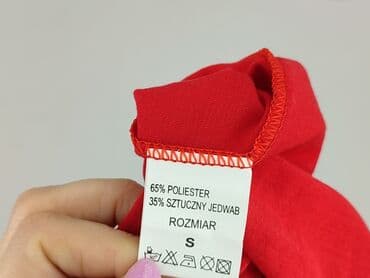 65% POLIESTER
35% SZTUCZNY JEDWAB
ROZMIAR
S